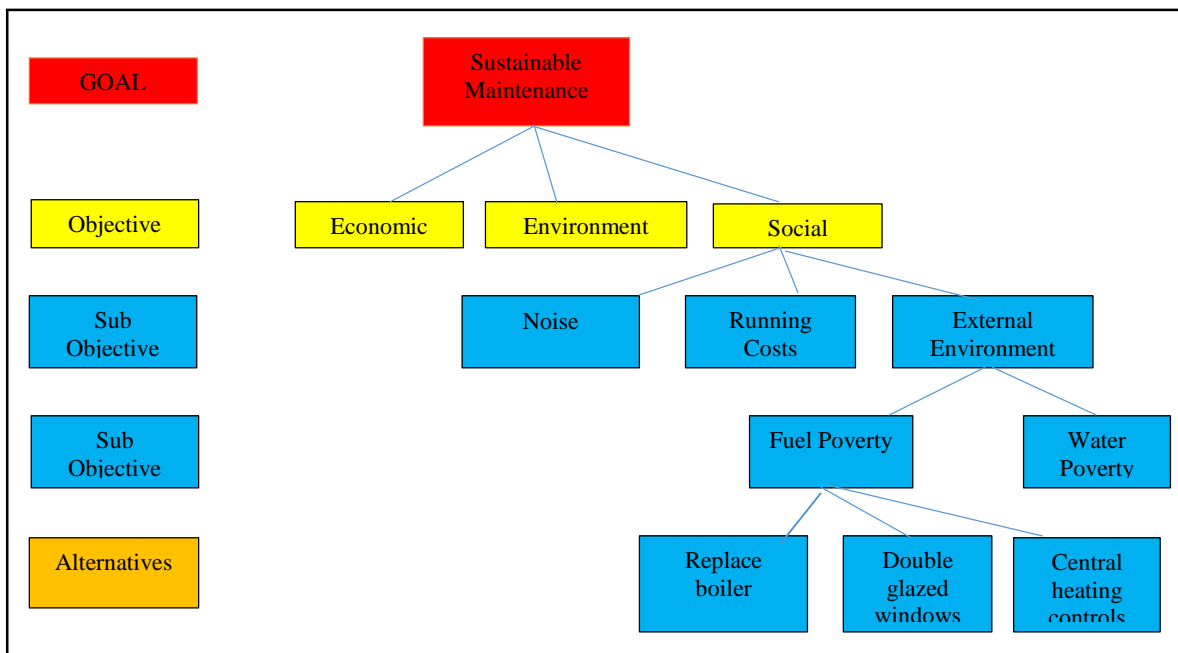 GOAL
Sustainable
Maintenance
Objective
Economic
Environment
Social
Sub
Objective
Noise
Running
Costs
External
Environment
Sub
Objective
Fuel Poverty
Water
Poverty
Alternatives
Replace
boiler
Double
glazed
windows
Central
heating
controls